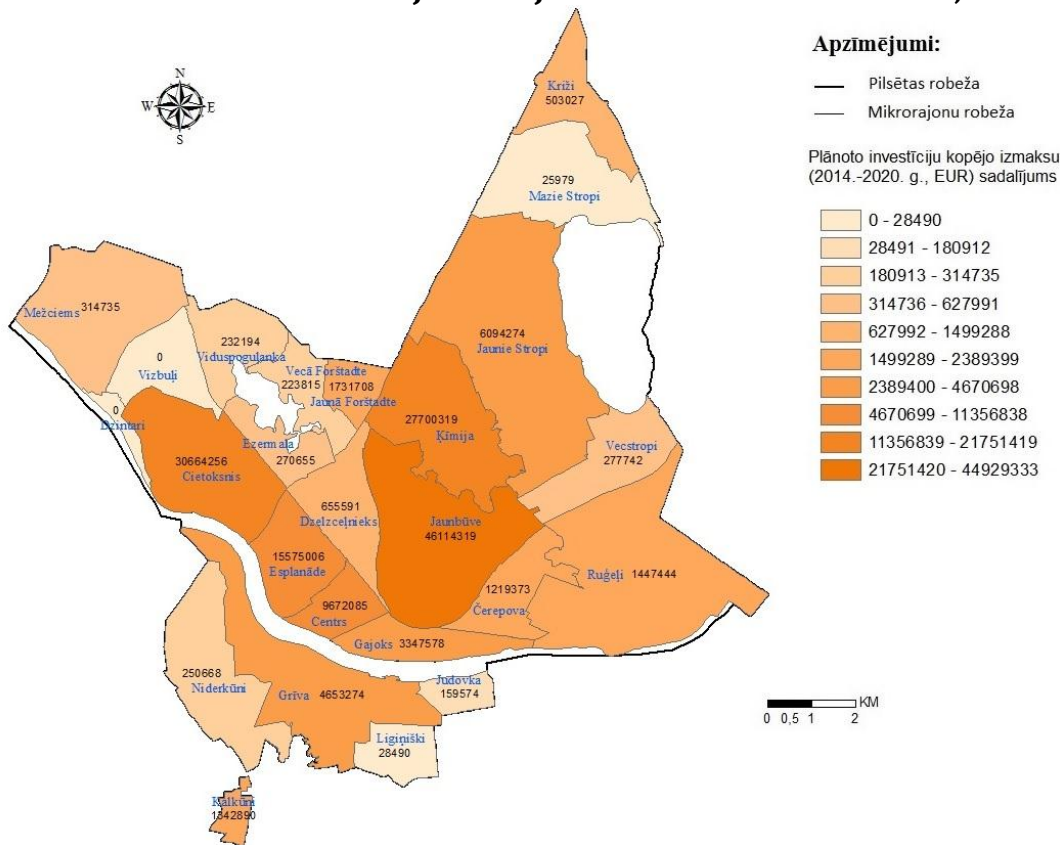 N
W E
S
Križi
503027
25979
Mazie Stropi
Mežciems 314735
0
Vizbuļi
0
Dzintari
232194
Viduspoguļanka
Vecā Forštadte
223815
1731708
Jaunā Forštadte
6094274
Jaunie Stropi
27700319
Ķīmija
Ezermala
270655
30664256
Cietoksnis
Vecstropi
277742
655591
Dzelzceļnieks
Jaunbūve
46114319
15575006
Esplanāde
9672085
Centrs
1219373
Čerepova
Ruģeļi 1447444
Gajoks 3347578
250668
Niderkūni
Grīva 4653274
Judovka
159574
Liginiški
28490
Kalkūni
1342890
Apzīmējumi:
Pilsētas robeža
Mikrorajonu robeža
Plānoto investīciju kopējo izmaksu
(2014.-2020. g., EUR) sadalījums
0 - 28490
28491 - 180912
180913 - 314735
314736 - 627991
627992 - 1499288
1499289 - 2389399
2389400 - 4670698
4670699 - 11356838
11356839 - 21751419
21751420 - 44929333
KM
0 0,5 1 2